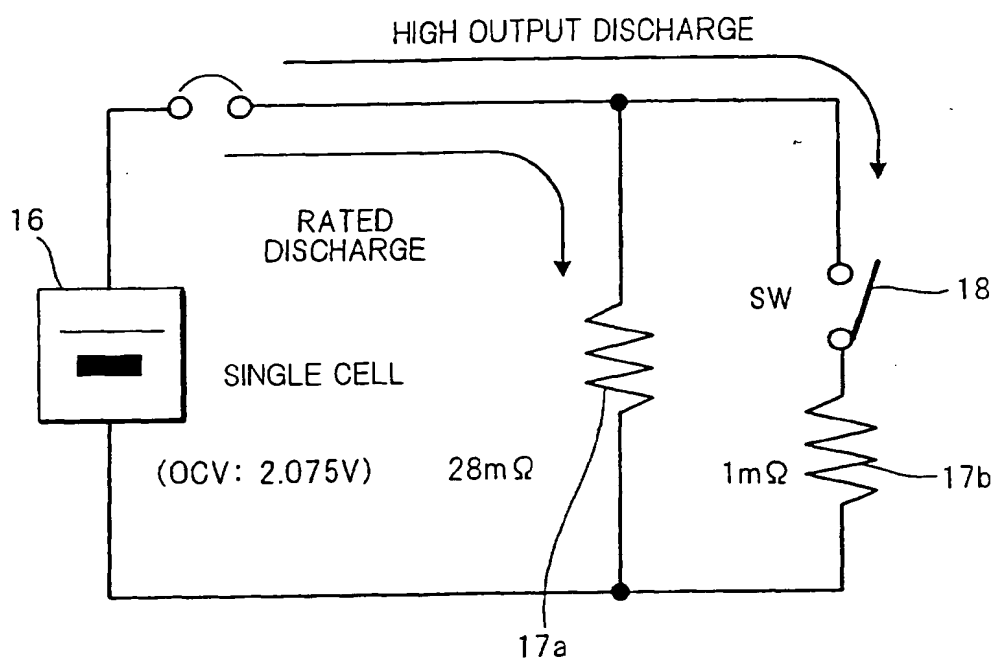 HIGH OUTPUT DISCHARGE
16
RATED
DISCHARGE
SW
18
SINGLE CELL
(OCV: 2.075V)
28mΩ
1mΩ
17b
17a